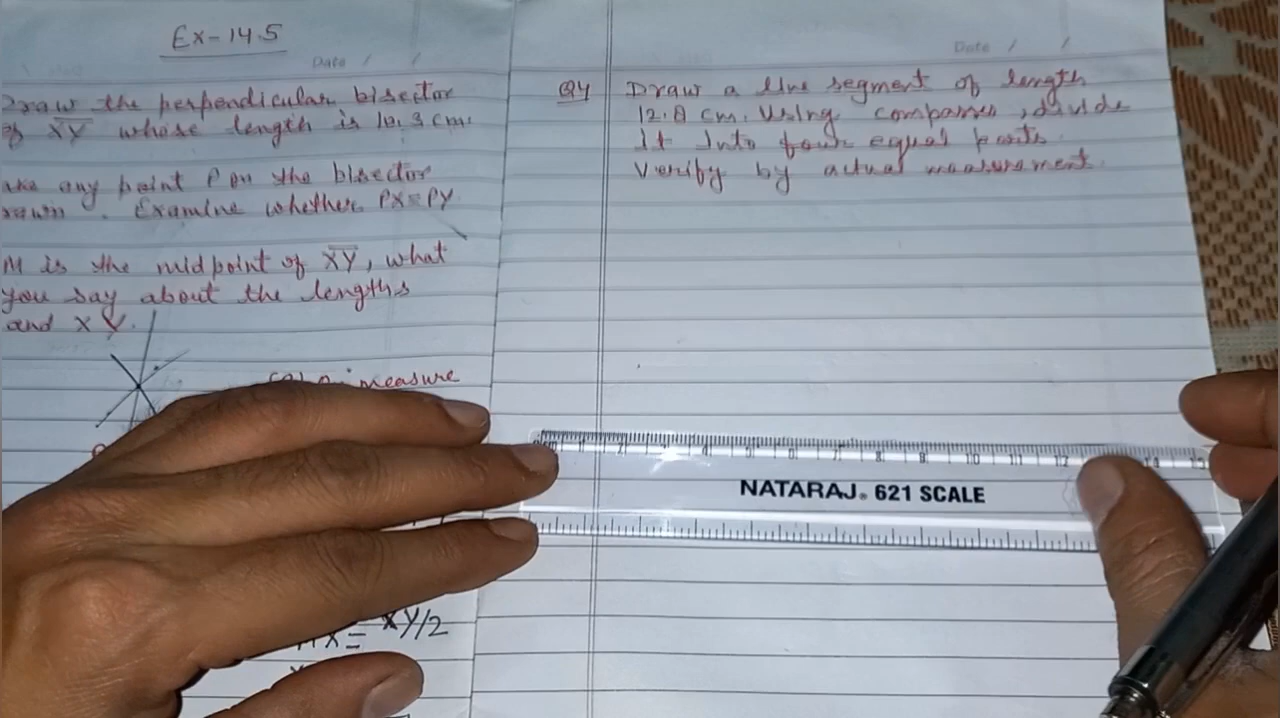 Ex-14.5
Date / /
Draw the perpendicular bisector
of XY whose length is 10.3 cm.
any point P on the bisector
Examine whether PX=PY
M is the midpoint of XY, what
you say about the lengths
and XY.
measure
XY/2
Date / /
Q4 Draw a line segment of length
12.8 cm. Using compasses, divide
it into four equal parts.
Verify by actual measurement.
NATARAJ 621 SCALE